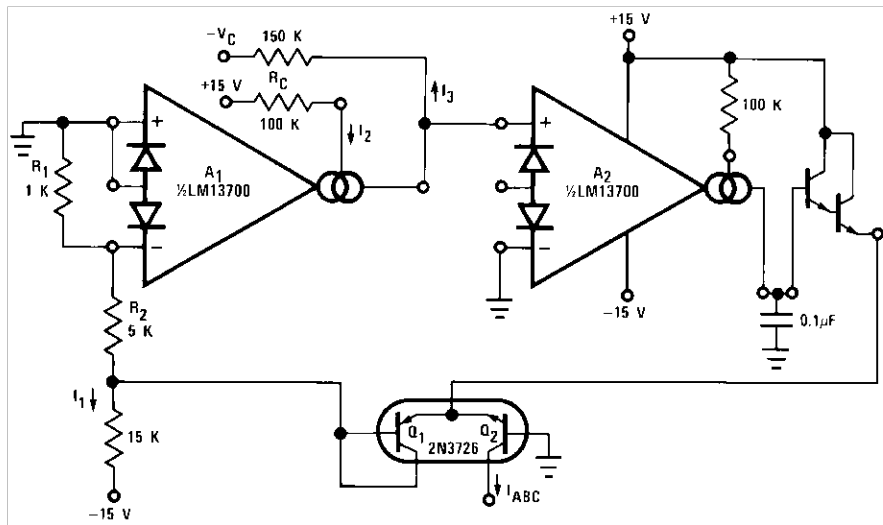 -VC
150 K
+15 V
RC
100 K
I2
I3
+
A1
½LM13700
-
R1
1 K
R2
5 K
I1
15 K
-15 V
+15 V
100 K
+
A2
½LM13700
-
-15 V
0.1μF
Q1
Q2
2N3726
IABC